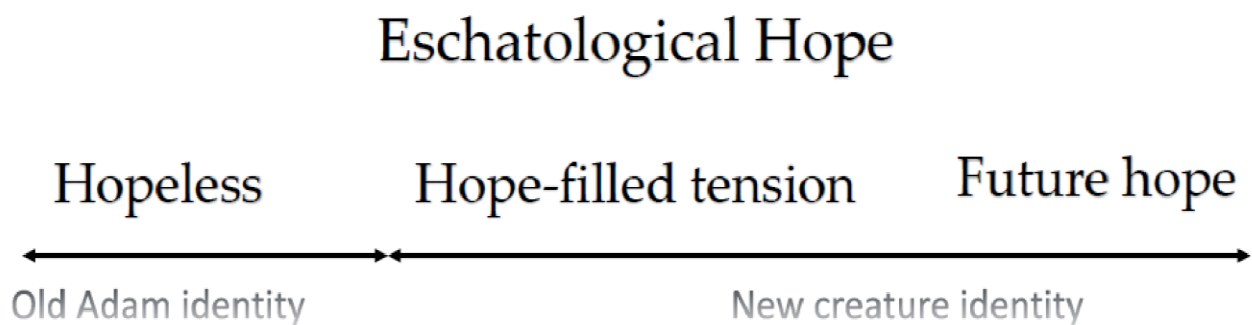 Eschatological Hope
Hopeless Hope-filled tension Future hope
Old Adam identity New creature identity